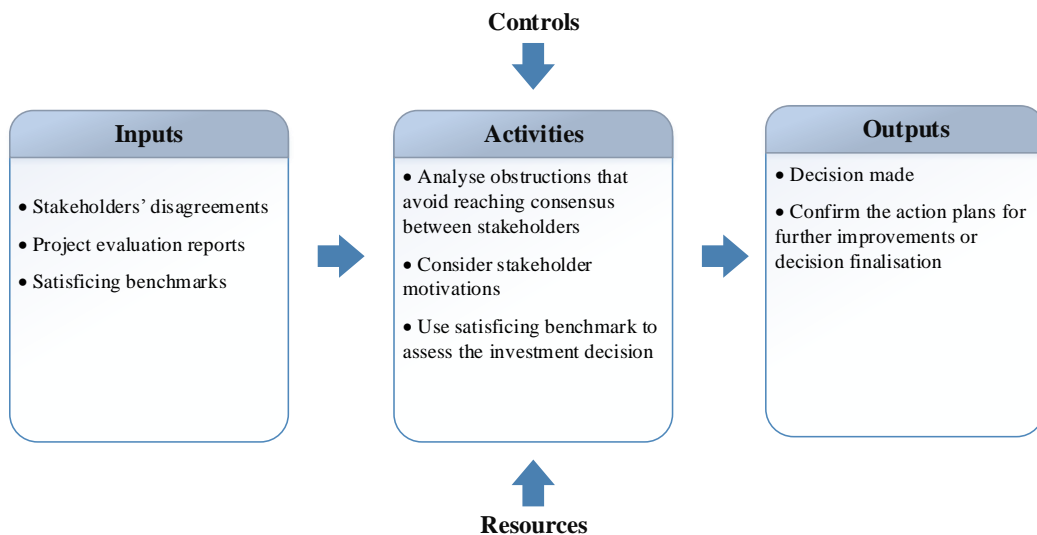 Controls
Inputs
• Stakeholders’ disagreements
• Project evaluation reports
• Satisficing benchmarks
Activities
• Analyse obstructions that
avoid reaching consensus
between stakeholders
• Consider stakeholder
motivations
• Use satisficing benchmark to
assess the investment decision
Outputs
• Decision made
• Confirm the action plans for
further improvements or
decision finalisation
Resources